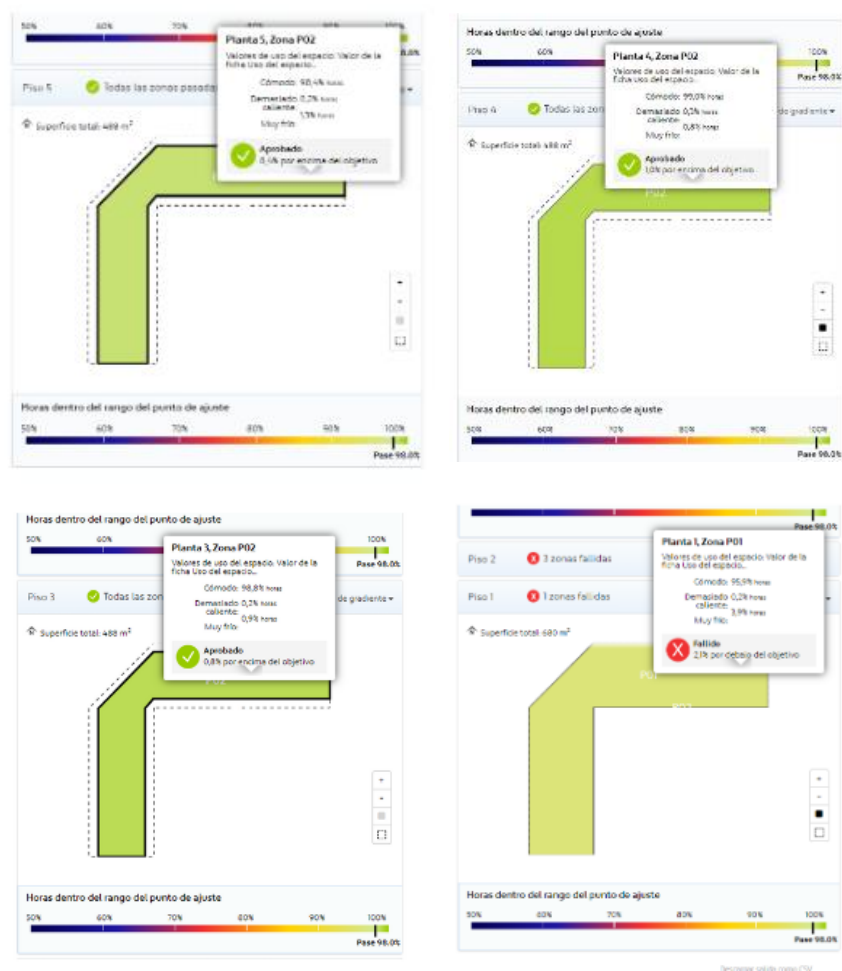 50% 60% 70% 80% 90%
Planta 5, Zona P02
Valores de uso del espacio: Valor de la
ficha Uso del espacio...
Cómodo: 98,4% horas
Demasiado 0,2% horas
caliente:
1,3% horas
Muy frío:
Aprobado
0,4% por encima del objetivo
Piso 5 Todas las zonas pasadas
Superficie total: 488 m²
Horas dentro del rango del punto de ajuste
50% 60% 70% 80% 90% 100%
Pase 98.0%
Horas dentro del rango del punto de ajuste
50% 60% 100%
Pase 98.0%
Planta 4, Zona P02
Valores de uso del espacio: Valor de la
ficha Uso del espacio...
Cómodo: 99,0% horas
Demasiado 0,2% horas
caliente:
0,8% horas
Muy frío:
Aprobado
1,0% por encima del objetivo
Piso 4 Todas las zon de gradiente
Superficie total: 488 m²
P02
Horas dentro del rango del punto de ajuste
50% 60% 70% 80% 90% 100%
Pase 98.0%
Horas dentro del rango del punto de ajuste
50% 60% 100%
Pase 98.0%
Planta 3, Zona P02
Valores de uso del espacio: Valor de la
ficha Uso del espacio...
Cómodo: 98,8% horas
Demasiado 0,2% horas
caliente:
0,9% horas
Muy frío:
Aprobado
0,8% por encima del objetivo
Piso 3 Todas las zon de gradiente
Superficie total: 488 m²
P02
Horas dentro del rango del punto de ajuste
50% 60% 70% 80% 90% 100%
Pase 98.0%
Pase 98.0%
Planta 1, Zona P01
Valores de uso del espacio: Valor de la
ficha Uso del espacio...
Cómodo: 95,9% horas
Demasiado 0,2% horas
caliente:
3,9% horas
Muy frío:
Fallido
2,1% por debajo del objetivo
Piso 2 3 zonas fallidas
Piso 1 1 zonas fallidas
Superficie total: 680 m²
P01
P02
Horas dentro del rango del punto de ajuste
50% 60% 70% 80% 90% 100%
Pase 98.0%
Descargar salida como CSV